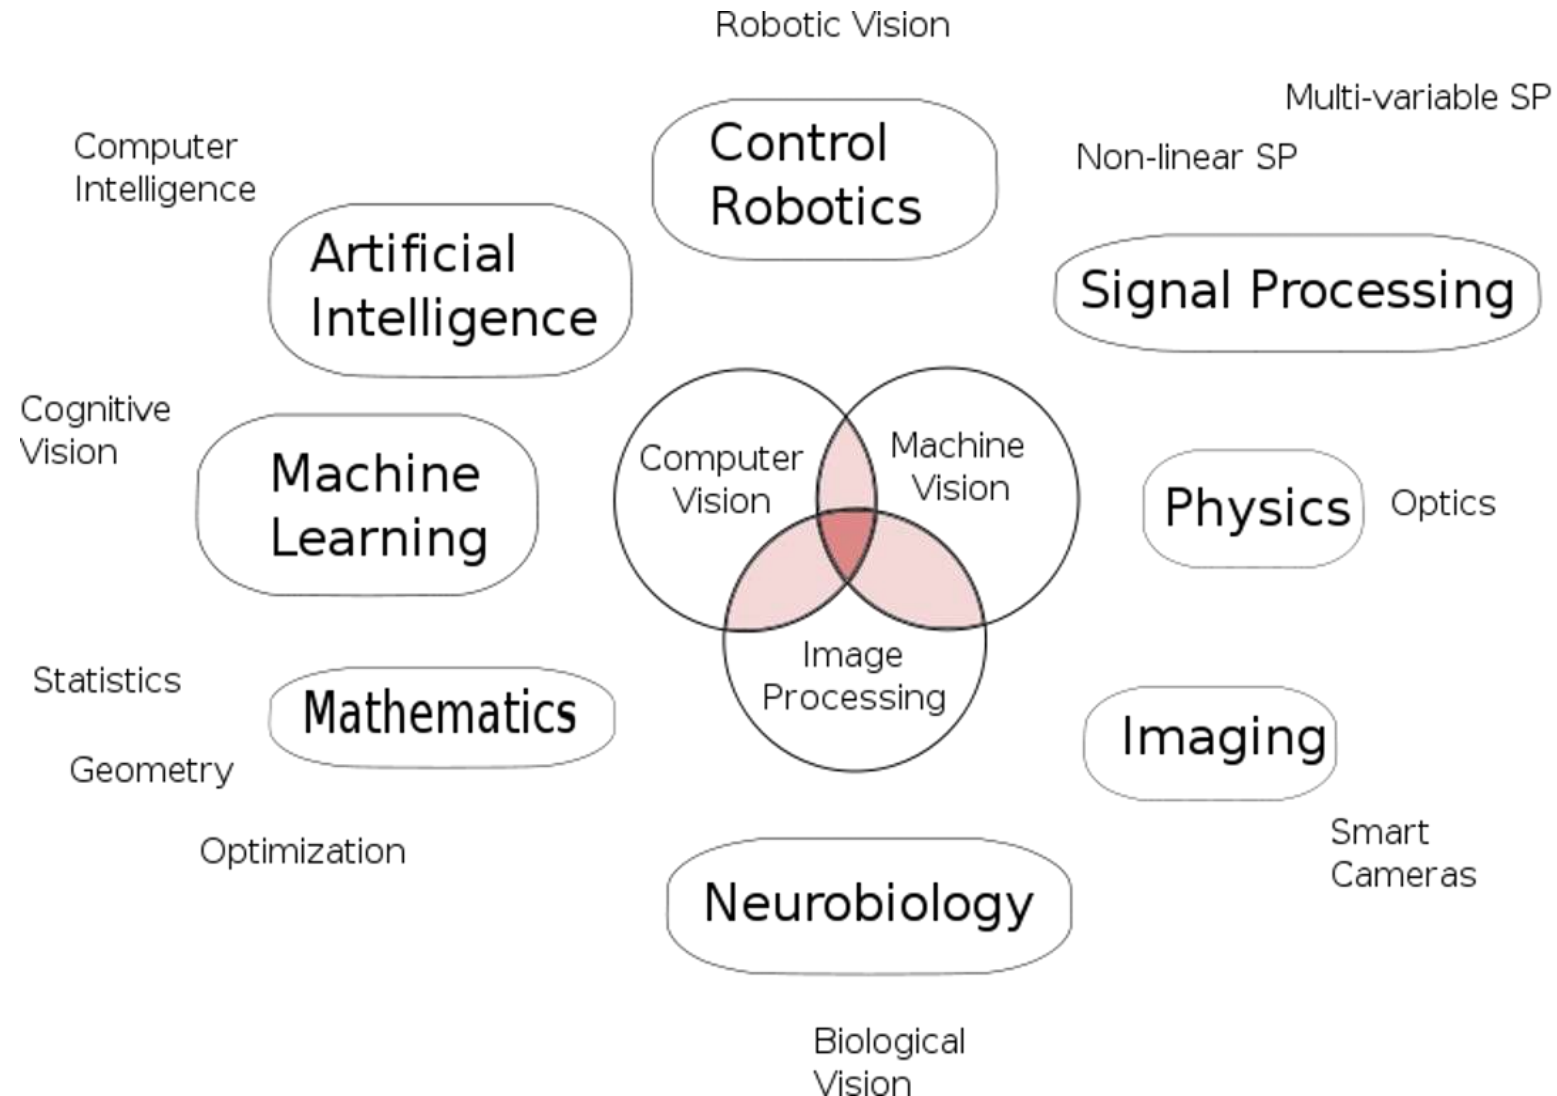 Robotic Vision
Multi-variable SP
Non-linear SP
Computer
Intelligence
Control
Robotics
Artificial
Intelligence
Signal Processing
Cognitive
Vision
Machine
Learning
Computer
Vision
Machine
Vision
Physics
Optics
Image
Processing
Statistics
Mathematics
Geometry
Optimization
Imaging
Smart
Cameras
Neurobiology
Biological
Vision